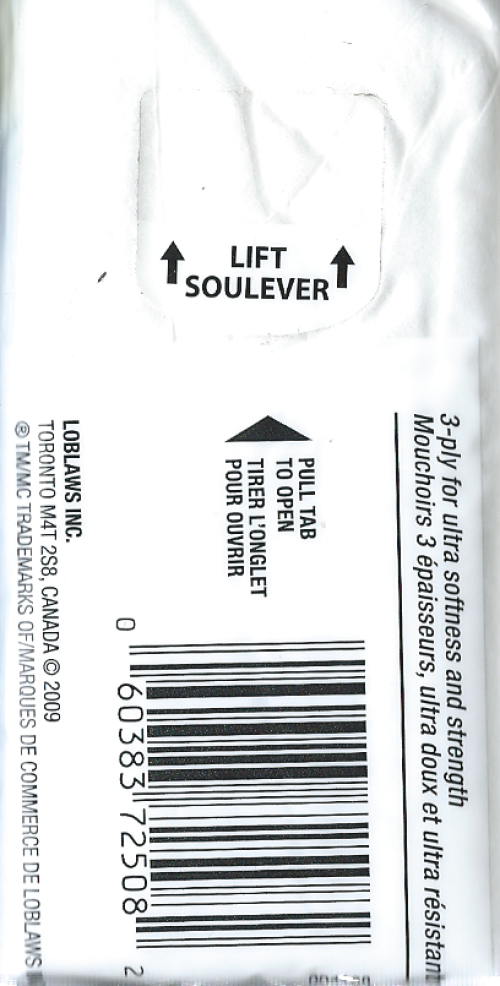 LIFT
SOULEVER
3-ply for ultra softness and strength
Mouchoirs 3 épaisseurs, ultra doux et ultra résistant
PULL TAB
TO OPEN
TIRER L'ONGLET
POUR OUVRIR
0 60383 72508 2
LOBLAWS INC.
TORONTO M4T 2S8, CANADA © 2009
® TM/MC TRADEMARKS OF/MARQUES DE COMMERCE DE LOBLAWS